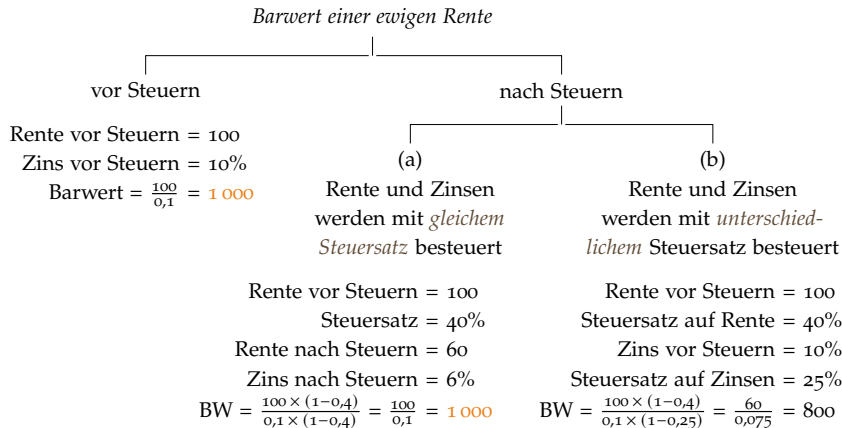 Barwert einer ewigen Rente
vor Steuern
Rente vor Steuern = 100
Zins vor Steuern = 10%
Barwert = 100/0,1 = 1 000
nach Steuern
(a)
Rente und Zinsen
werden mit gleichem
Steuersatz besteuert
Rente vor Steuern = 100
Steuersatz = 40%
Rente nach Steuern = 60
Zins nach Steuern = 6%
BW = 100 × (1−0,4)/0,1 × (1−0,4) = 100/0,1 = 1 000
(b)
Rente und Zinsen
werden mit unterschied-
lichem Steuersatz besteuert
Rente vor Steuern = 100
Steuersatz auf Rente = 40%
Zins vor Steuern = 10%
Steuersatz auf Zinsen = 25%
BW = 100 × (1−0,4)/0,1 × (1−0,25) = 60/0,075 = 800